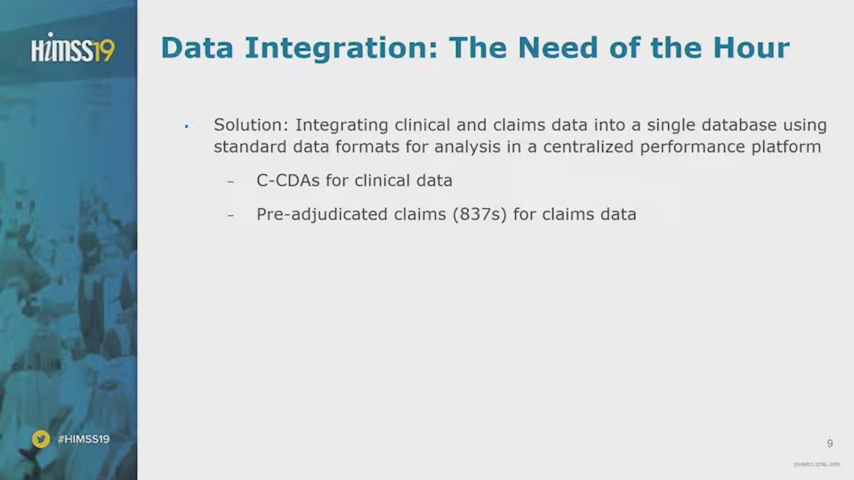 HIMSS19
Data Integration: The Need of the Hour
▪ Solution: Integrating clinical and claims data into a single database using
standard data formats for analysis in a centralized performance platform
– C-CDAs for clinical data
– Pre-adjudicated claims (837s) for claims data
#HIMSS19
9